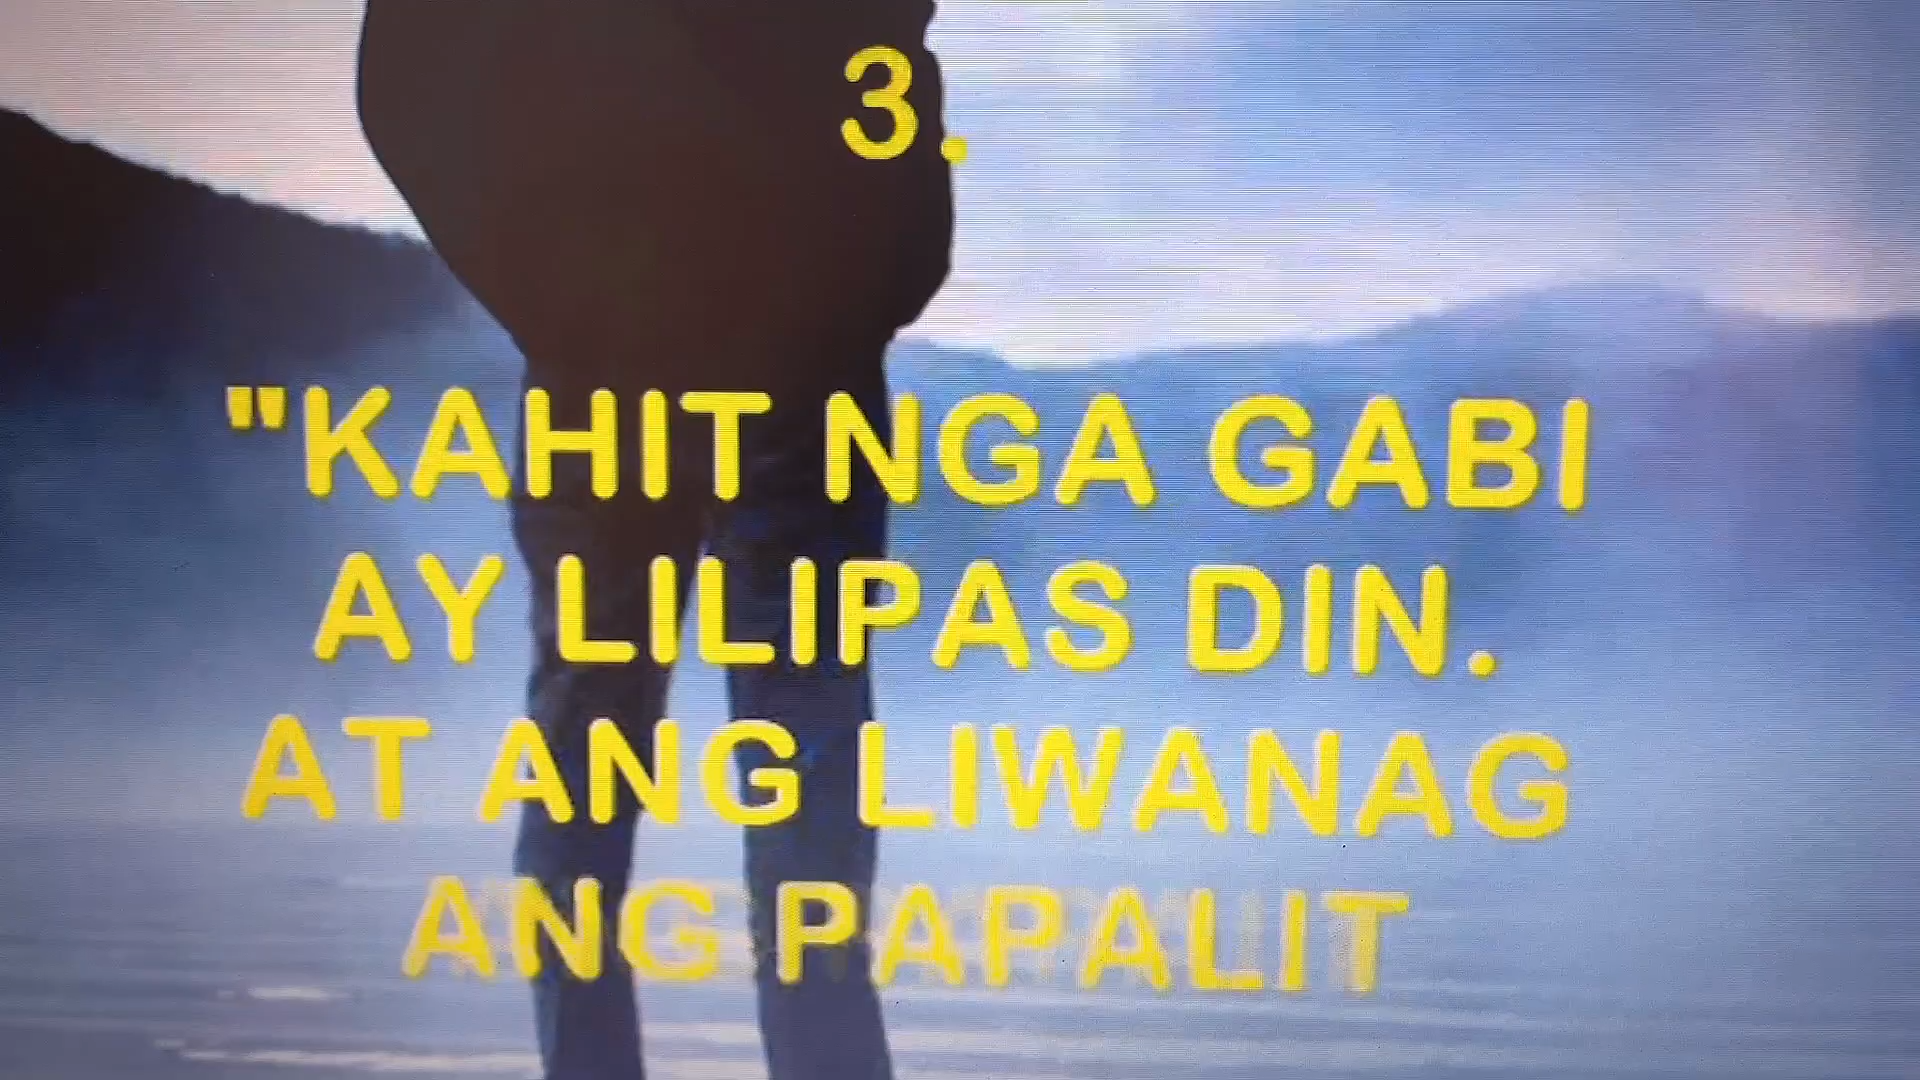 3.
"KAHIT NGA GABI
AY LILIPAS DIN.
AT ANG LIWANAG
ANG PAPALIT